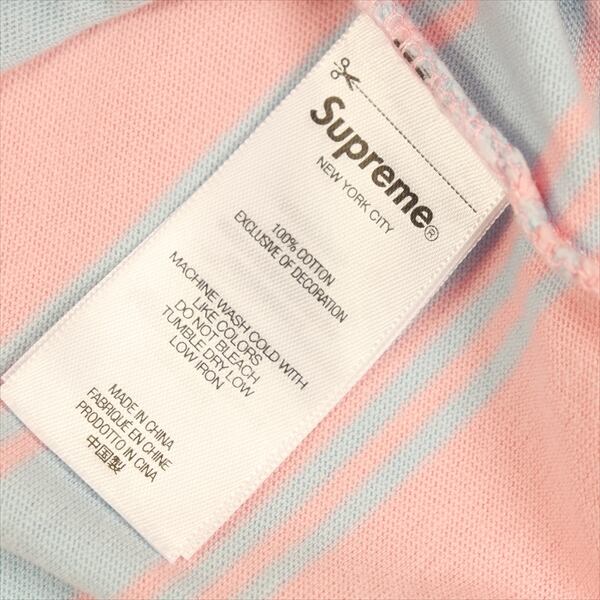 Supreme®
NEW YORK CITY
100% COTTON
EXCLUSIVE OF DECORATION
MACHINE WASH COLD WITH
LIKE COLORS
DO NOT BLEACH
TUMBLE DRY LOW
LOW IRON
MADE IN CHINA
FABRIQUÉ EN CHINE
PRODOTTO IN CINA
中国製